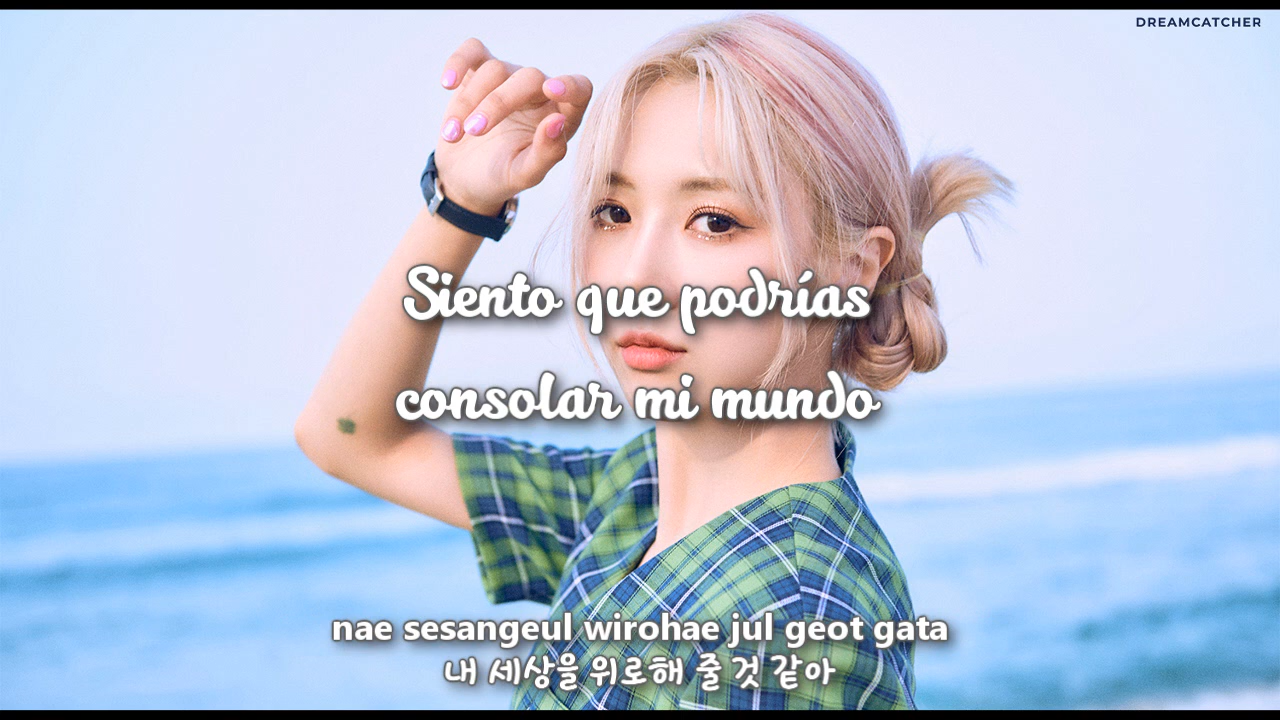 DREAMCATCHER
Siento que podrías
consolar mi mundo
nae sesangeul wirohae jul geot gata
내 세상을 위로해 줄 것 같아